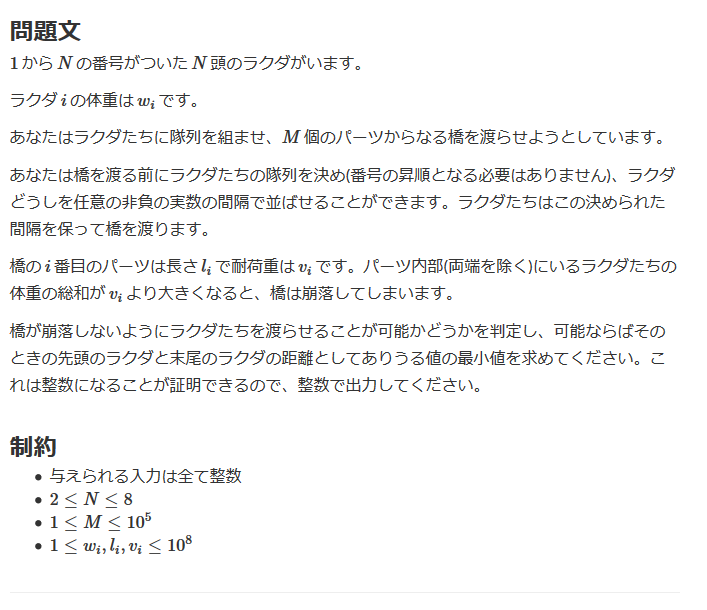 問題文
1 から N の番号がついた N 頭のラクダがいます。
ラクダ i の体重は w_i です。
あなたはラクダたちに隊列を組ませ、M 個のパーツからなる橋を渡らせようとしています。
あなたは橋を渡る前にラクダたちの隊列を決め(番号の昇順となる必要はありません)、ラクダ
どうしを任意の非負の実数の間隔で並ばせることができます。ラクダたちはこの決められた
間隔を保って橋を渡ります。
橋の i 番目のパーツは長さ l_i で耐荷重は v_i です。パーツ内部(両端を除く)にいるラクダたちの
体重の総和が v_i より大きくなると、橋は崩落してしまいます。
橋が崩落しないようにラクダたちを渡らせることが可能かどうかを判定し、可能ならばその
ときの先頭のラクダと末尾のラクダの距離としてありうる値の最小値を求めてください。こ
れは整数になることが証明できるので、整数で出力してください。
制約
• 与えられる入力は全て整数
• 2 ≤ N ≤ 8
• 1 ≤ M ≤ 10^5
• 1 ≤ w_i, l_i, v_i ≤ 10^8